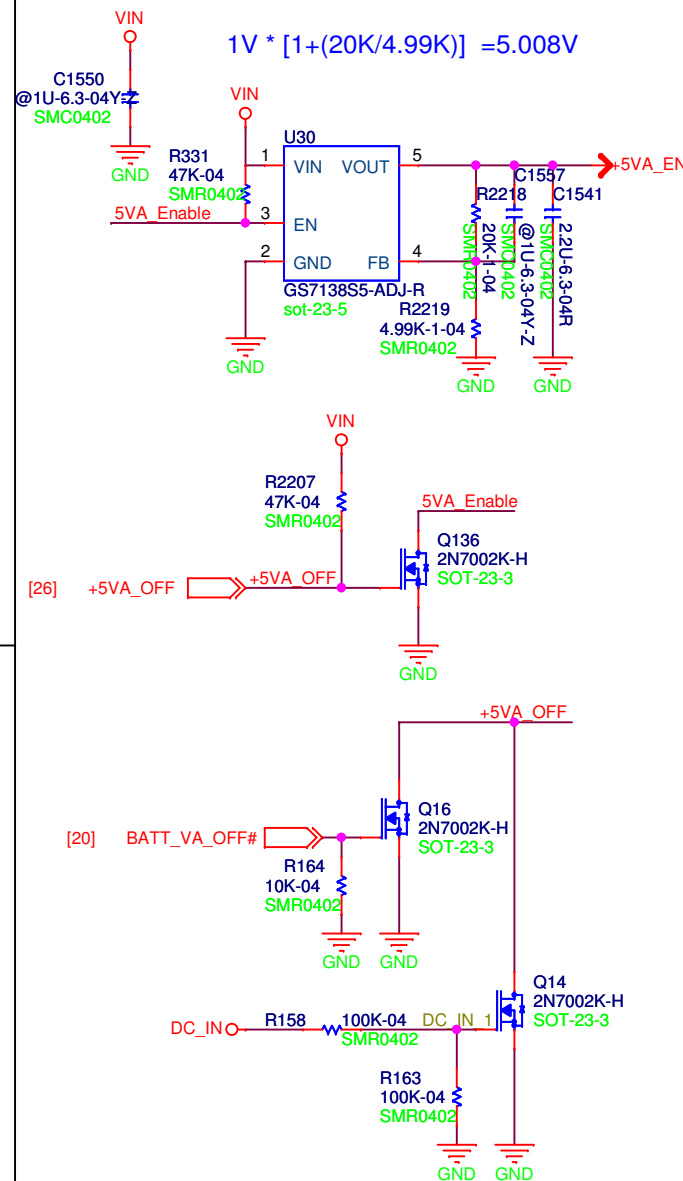 VIN
1V * [1+(20K/4.99K)] =5.008V
C1550
@1U-6.3-04Y-Z
SMC0402
GND
VIN
R331
47K-04
SMR0402
5VA_Enable
U30
1 VIN VOUT 5
3 EN
2 GND FB 4
GS7138S5-ADJ-R
sot-23-5
GND
+5VA_EN
C1557
R2218 C1541
20K-1-04
SMR0402
@1U-6.3-04Y-Z
SMC0402
2.2U-6.3-04R
SMC0402
R2219
4.99K-1-04
SMR0402
GND GND
VIN
R2207
47K-04
SMR0402
5VA_Enable
Q136
2N7002K-H
SOT-23-3
[26] +5VA_OFF +5VA_OFF
GND
+5VA_OFF
Q16
2N7002K-H
SOT-23-3
[20] BATT_VA_OFF#
R164
10K-04
SMR0402
GND GND
Q14
2N7002K-H
SOT-23-3
DC_IN R158 100K-04 DC_IN_1
SMR0402
R163
100K-04
SMR0402
GND GND